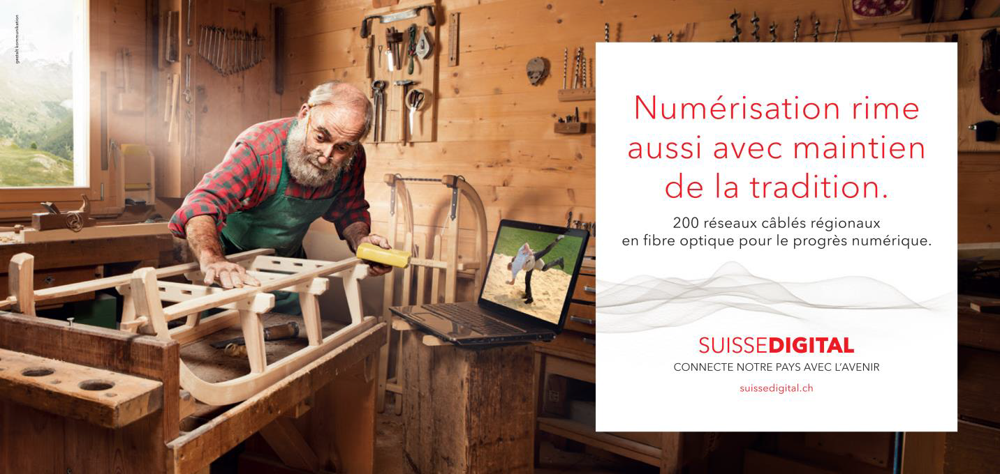 gestalt kommunikation
Numérisation rime
aussi avec maintien
de la tradition.
200 réseaux câblés régionaux
en fibre optique pour le progrès numérique.
SUISSEDIGITAL
CONNECTE NOTRE PAYS AVEC L’AVENIR
suissedigital.ch